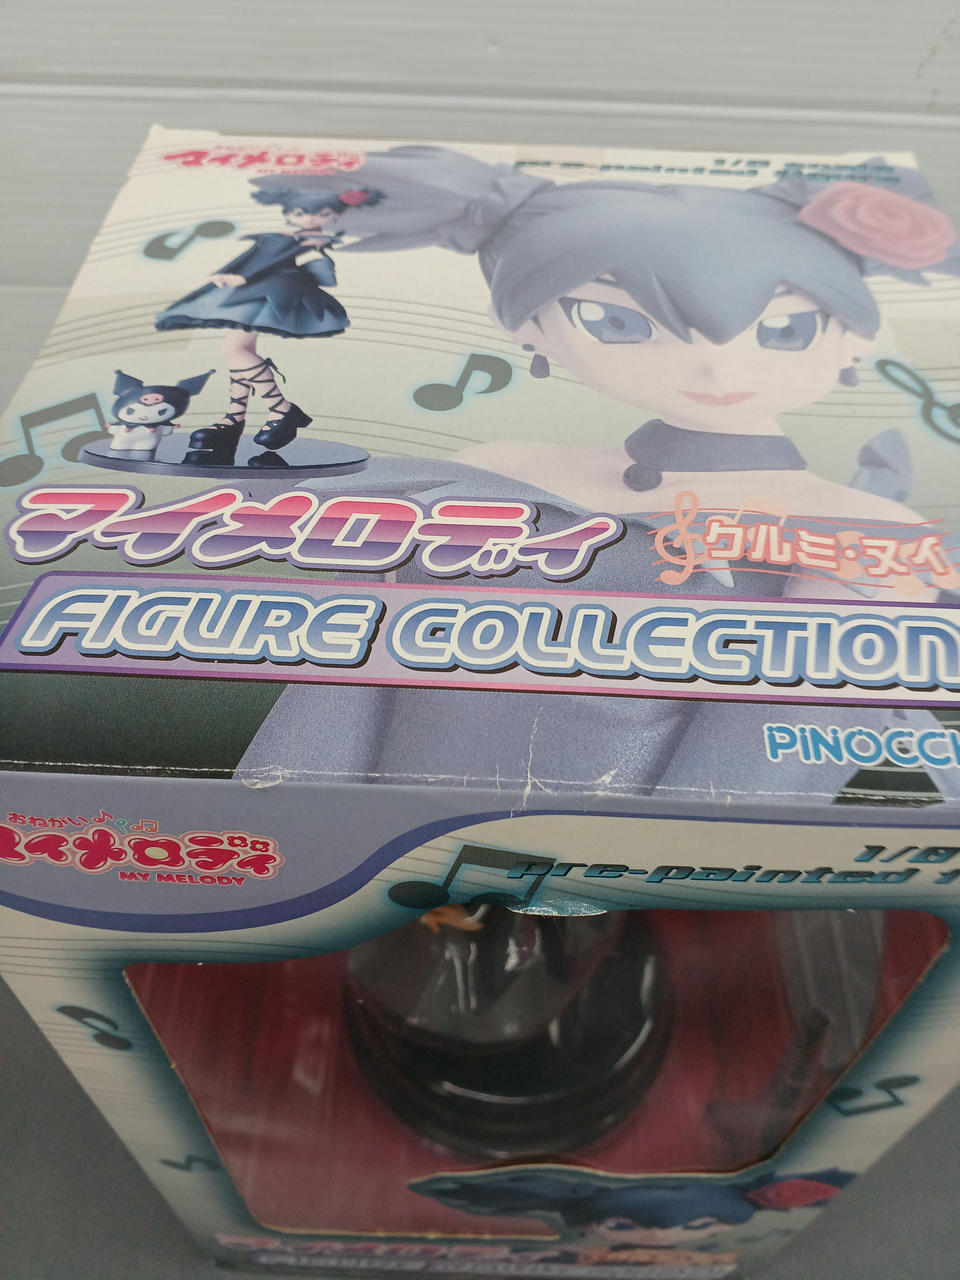 マイメロディ
MY MELODY
1/8 scale
pre-painted figure
マイメロディ
クルミ・ヌイ
FIGURE COLLECTION
PINOCCH
おねがい
マイメロディ
MY MELODY
1/8
pre-painted f